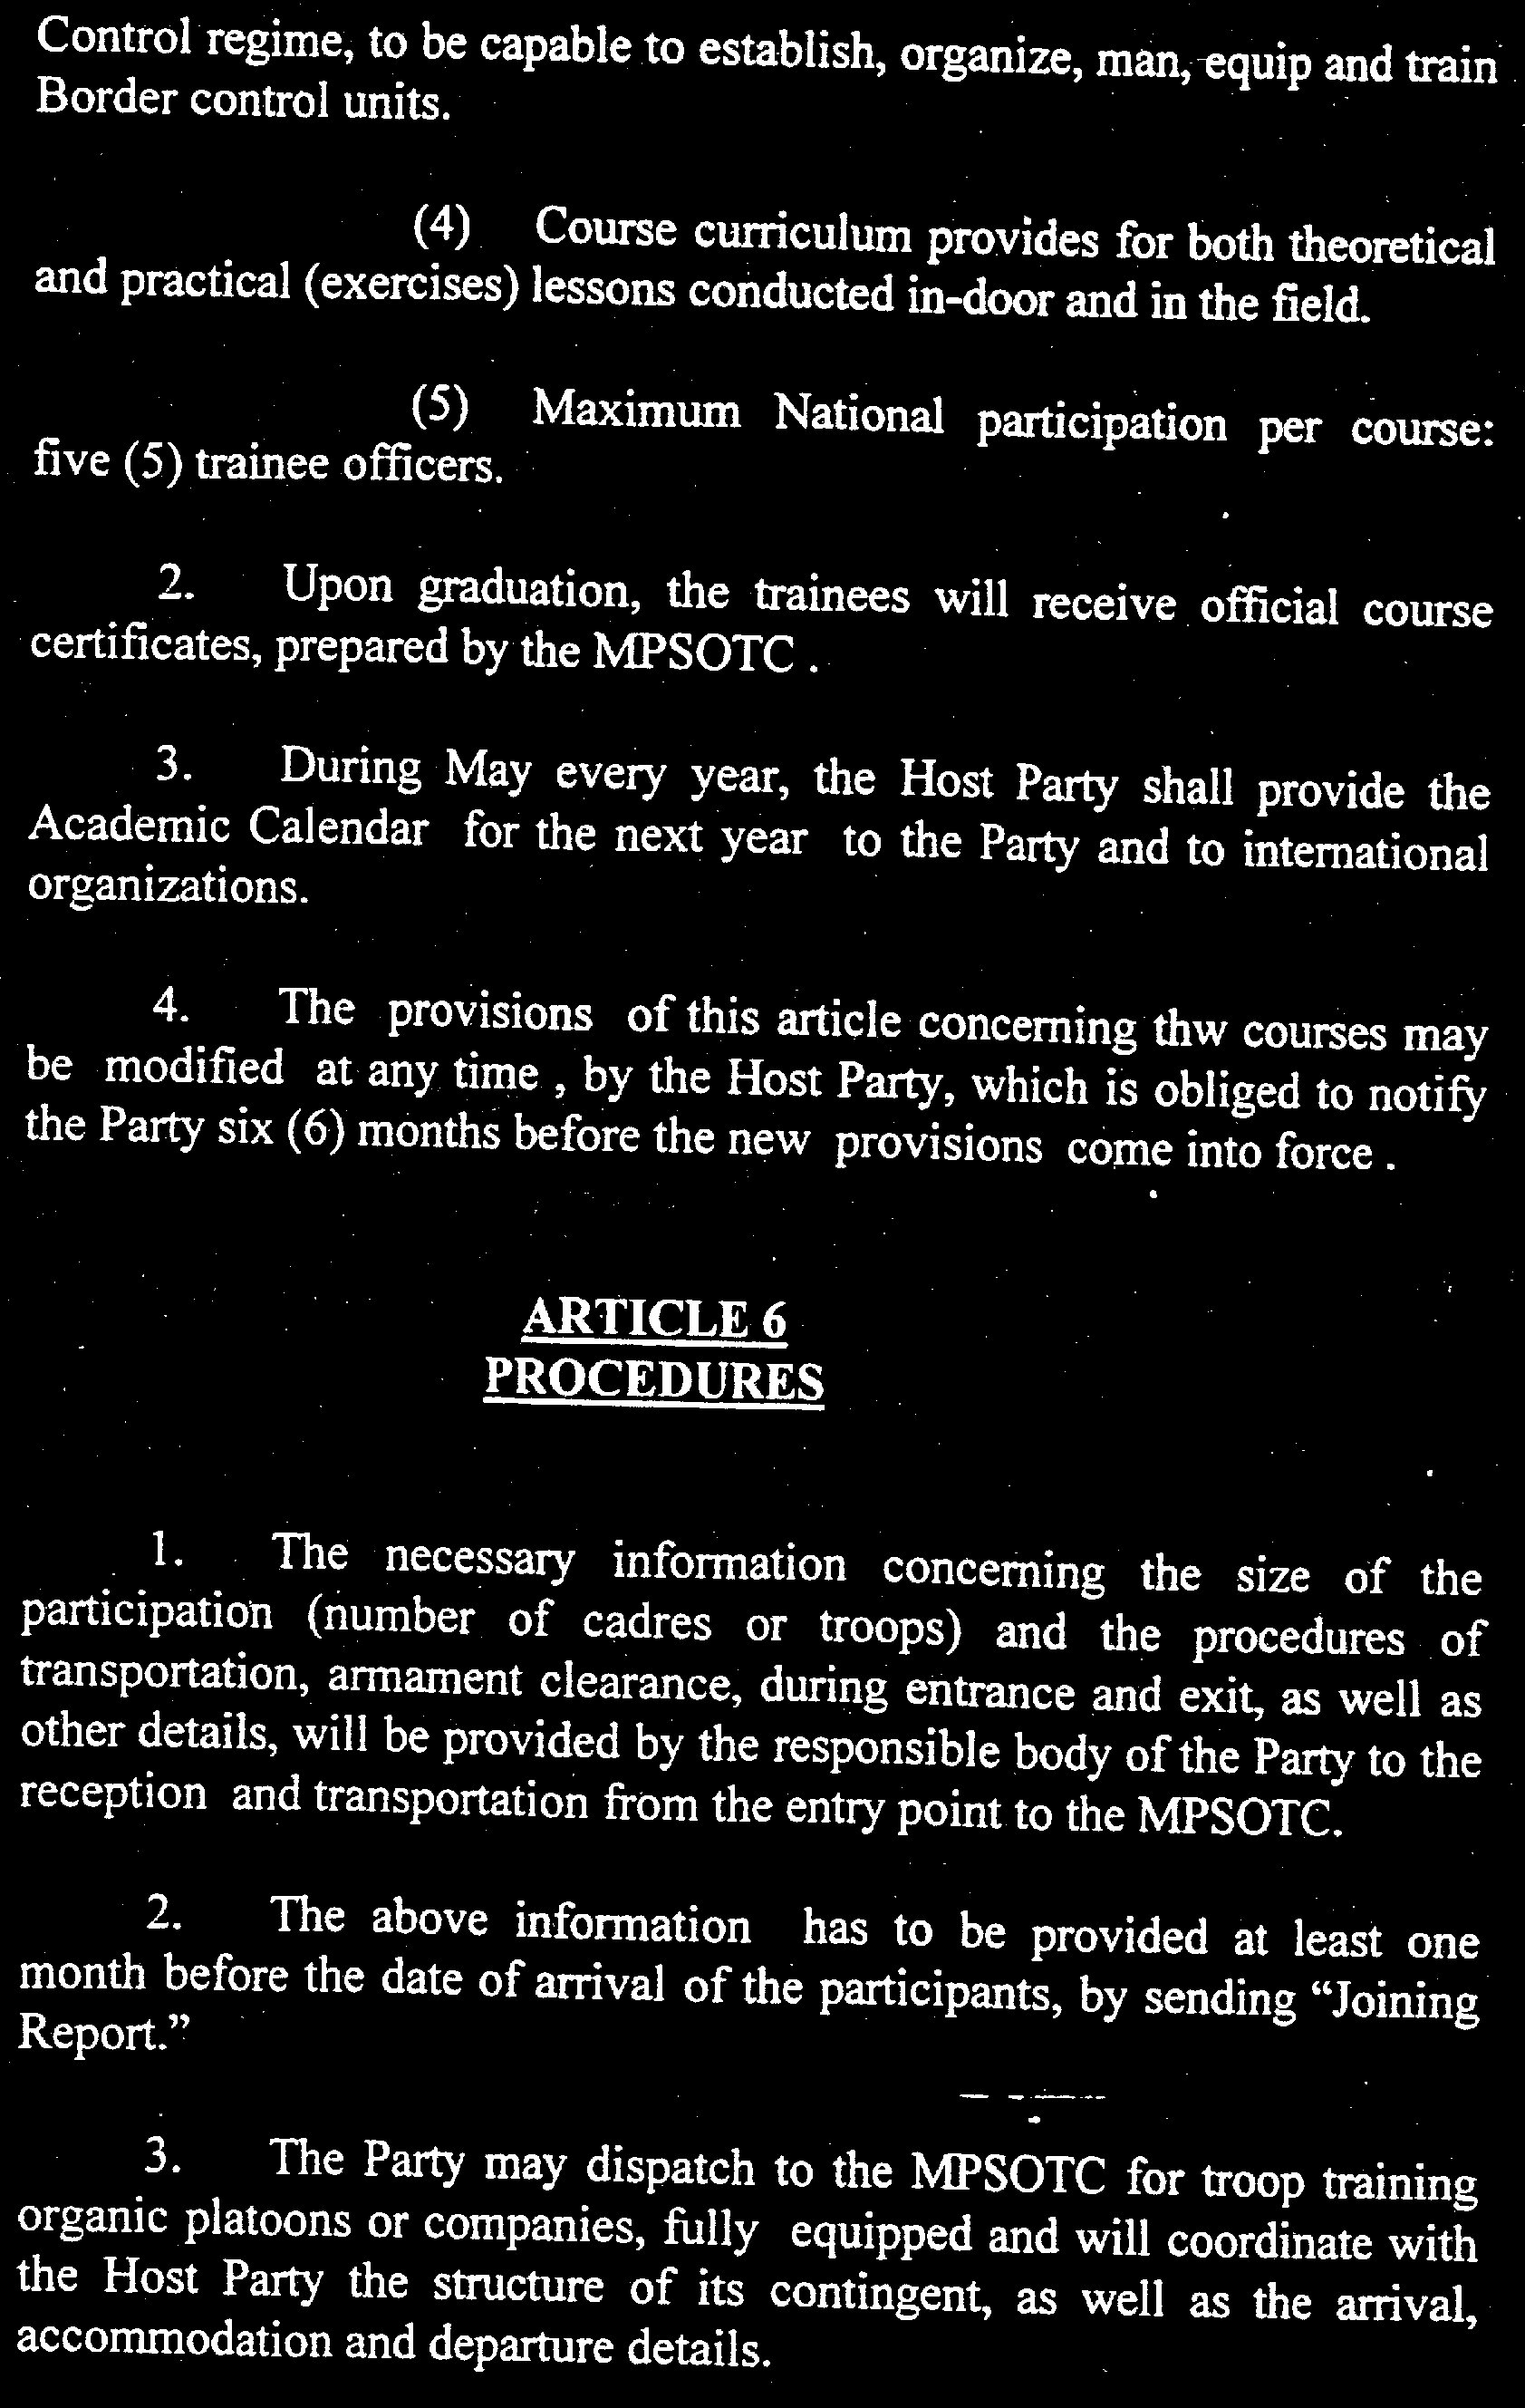 Control regime, to be capable to establish, organize, man, equip and train
Border control units.
(4) Course curriculum provides for both theoretical
and practical (exercises) lessons conducted in-door and in the field.
(5) Maximum National participation per course:
five (5) trainee officers.
2. Upon graduation, the trainees will receive official course
certificates, prepared by the MPSOTC .
3. During May every year, the Host Party shall provide the
Academic Calendar for the next year to the Party and to international
organizations.
4. The provisions of this article concerning thw courses may
be modified at any time , by the Host Party, which is obliged to notify
the Party six (6) months before the new provisions come into force .
ARTICLE 6
PROCEDURES
1. The necessary information concerning the size of the
participation (number of cadres or troops) and the procedures of
transportation, armament clearance, during entrance and exit, as well as
other details, will be provided by the responsible body of the Party to the
reception and transportation from the entry point to the MPSOTC.
2. The above information has to be provided at least one
month before the date of arrival of the participants, by sending “Joining
Report.”
3. The Party may dispatch to the MPSOTC for troop training
organic platoons or companies, fully equipped and will coordinate with
the Host Party the structure of its contingent, as well as the arrival,
accommodation and departure details.